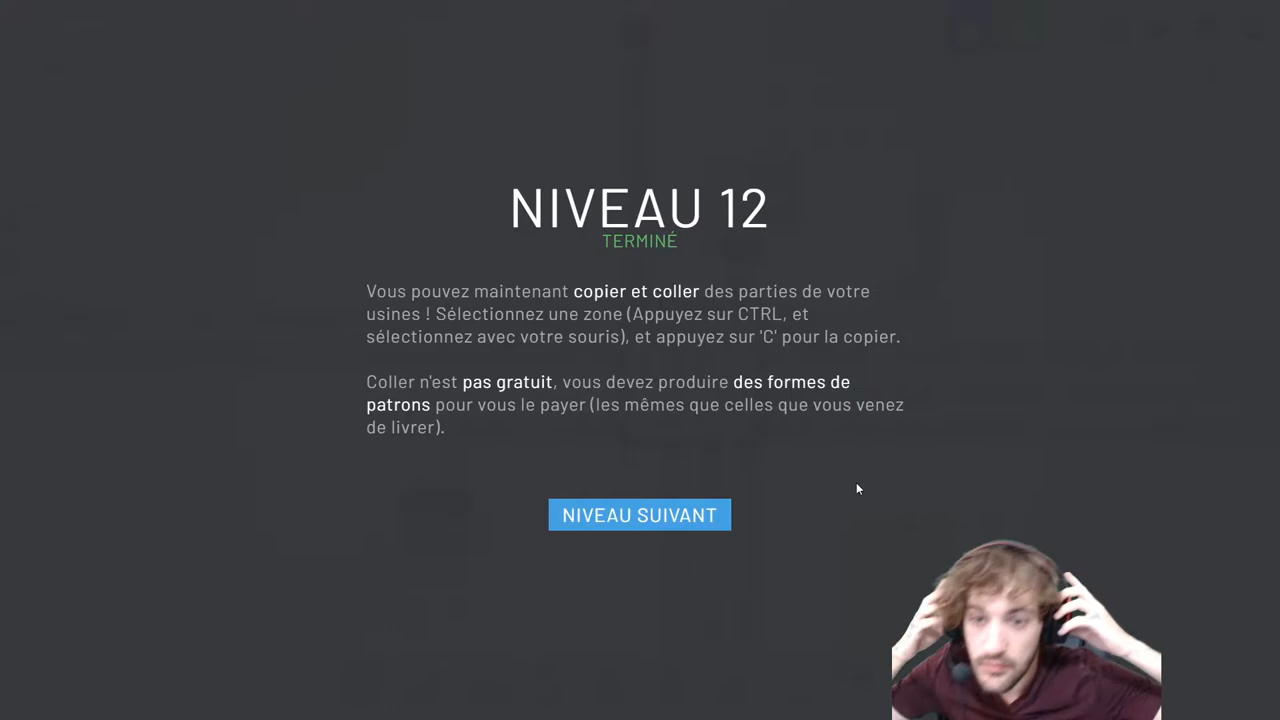 NIVEAU 12
TERMINÉ
Vous pouvez maintenant copier et coller des parties de votre
usines ! Sélectionnez une zone (Appuyez sur CTRL, et
sélectionnez avec votre souris), et appuyez sur 'C' pour la copier.
Coller n'est pas gratuit, vous devez produire des formes de
patrons pour vous le payer (les mêmes que celles que vous venez
de livrer).
NIVEAU SUIVANT